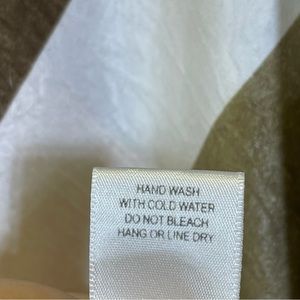 HAND WASH
WITH COLD WATER
DO NOT BLEACH
HANG OR LINE DRY